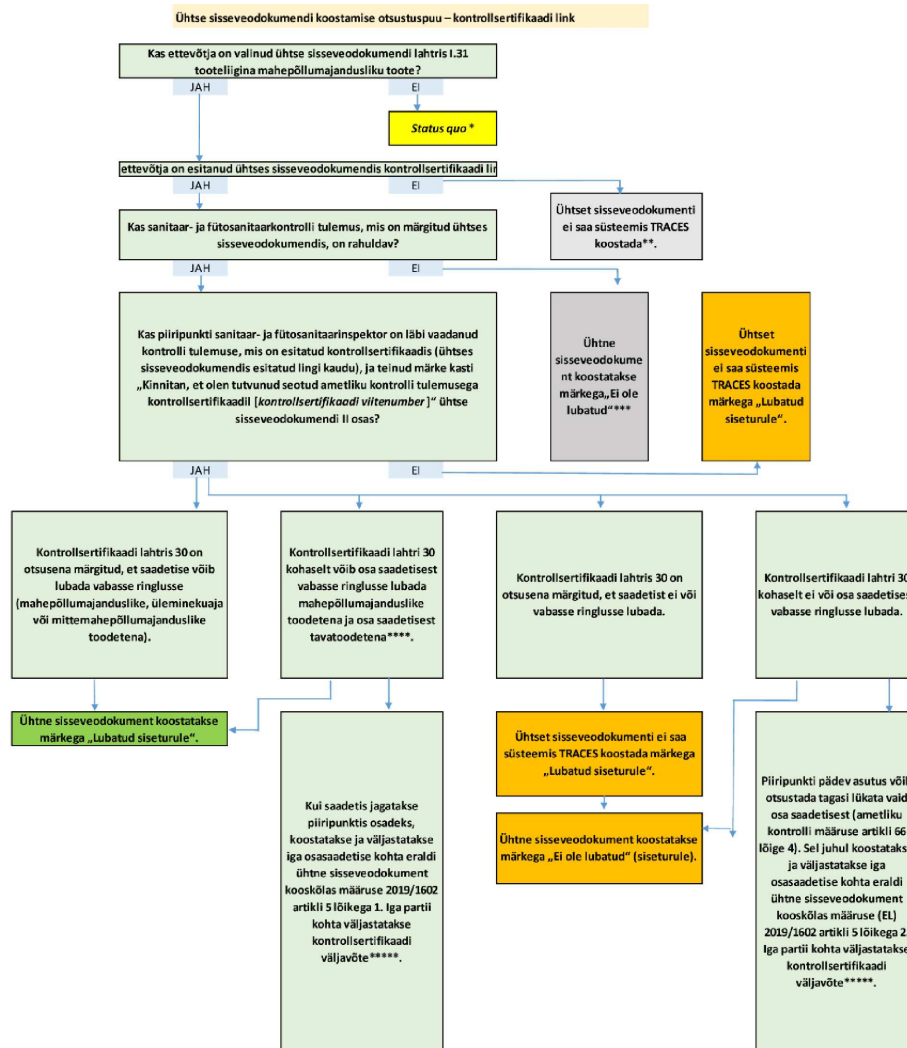 Ühtse sisseveodokumendi koostamise otsustuspuu – kontrollsertifikaadi link
Kas ettevõtja on valinud ühtse sisseveodokumendi lahtris I.31
tooteliigina mahepõllumajandusliku toote?
JAH
EI
Status quo *
ettevõtja on esitanud ühtses sisseveodokumendis kontrollsertifikaadi
JAH
EI
Ühtset sisseveodokumenti
ei saa süsteemis TRACES
koostada**.
Kas sanitaar- ja fütosanitaarkontrolli tulemus, mis on märgitud ühtses
sisseveodokumendis, on rahuldav?
JAH
EI
Kas piiripunkti sanitaar- ja fütosanitaarinspektor on läbi vaadanud
kontrolli tulemuse, mis on esitatud kontrollsertifikaadis (ühtses
sisseveodokumendis esitatud lingi kaudu), ja teinud märke kasti
„Kinnitan, et olen tutvunud seotud ametliku kontrolli tulemusega
kontrollsertifikaadil [kontrollsertifikaadi viitenumber ]“ ühtse
sisseveodokumendi II osas?
JAH
EI
Ühtne
sisseveodokume
nt koostatakse
märkega„Ei ole
lubatud“***
Ühtset
sisseveodokumenti
ei saa süsteemis
TRACES koostada
märkega „Lubatud
siseturule“.
Kontrollsertifikaadi lahtris 30 on
otsusena märgitud, et saadetise võib
lubada vabasse ringlusse
(mahepõllumajanduslike, üleminekuaja
või mittemahepõllumajanduslike
toodetena).
Kontrollsertifikaadi lahtri 30
kohaselt võib osa saadetisest
vabasse ringlusse lubada
mahepõllumajanduslike
toodetena ja osa saadetisest
tavatoodetena****.
Kontrollsertifikaadi lahtris 30 on
otsusena märgitud, et saadetist ei või
vabasse ringlusse lubada.
Kontrollsertifikaadi lahtri 30
kohaselt ei või osa saadetises
vabasse ringlusse lubada.
Ühtne sisseveodokument koostatakse
märkega „Lubatud siseturule“.
Kui saadetis jagatakse
piiripunktis osadeks,
koostatakse ja väljastatakse
iga osasaadetise kohta eraldi
ühtne sisseveodokument
kooskõlas määruse 2019/1602
artikli 5 lõikega 1. Iga partii
kohta väljastatakse
kontrollsertifikaadi
väljavõte*****.
Ühtset sisseveodokumenti ei saa
süsteemis TRACES koostada märkega
„Lubatud siseturule“.
Ühtne sisseveodokument koostatakse
märkega „Ei ole lubatud“ (siseturule).
Piiripunkti pädev asutus või
otsustada tagasi lükata vaid
osa saadetisest (ametliku
kontrolli määruse artikli 66
lõige 4). Sel juhul koostataks
ja väljastatakse iga
osasaadetise kohta eraldi
ühtne sisseveodokument
kooskõlas määruse (EL)
2019/1602 artikli 5 lõikega 2
Iga partii kohta väljastatakse
kontrollsertifikaadi
väljavõte*****.